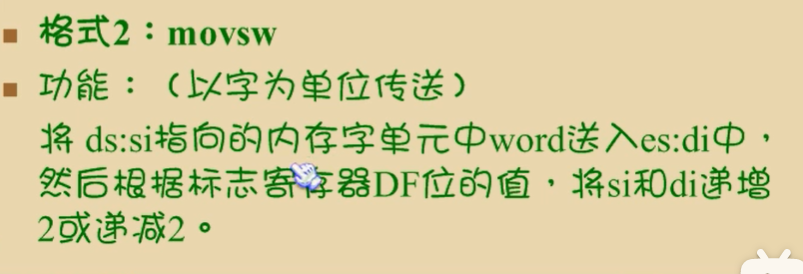 格式2：movsw
功能：（以字为单位传送）
将 ds:si指向的内存字单元中word送入es:di中，
然后根据标志寄存器DF位的值，将si和di递增
2或递减2。